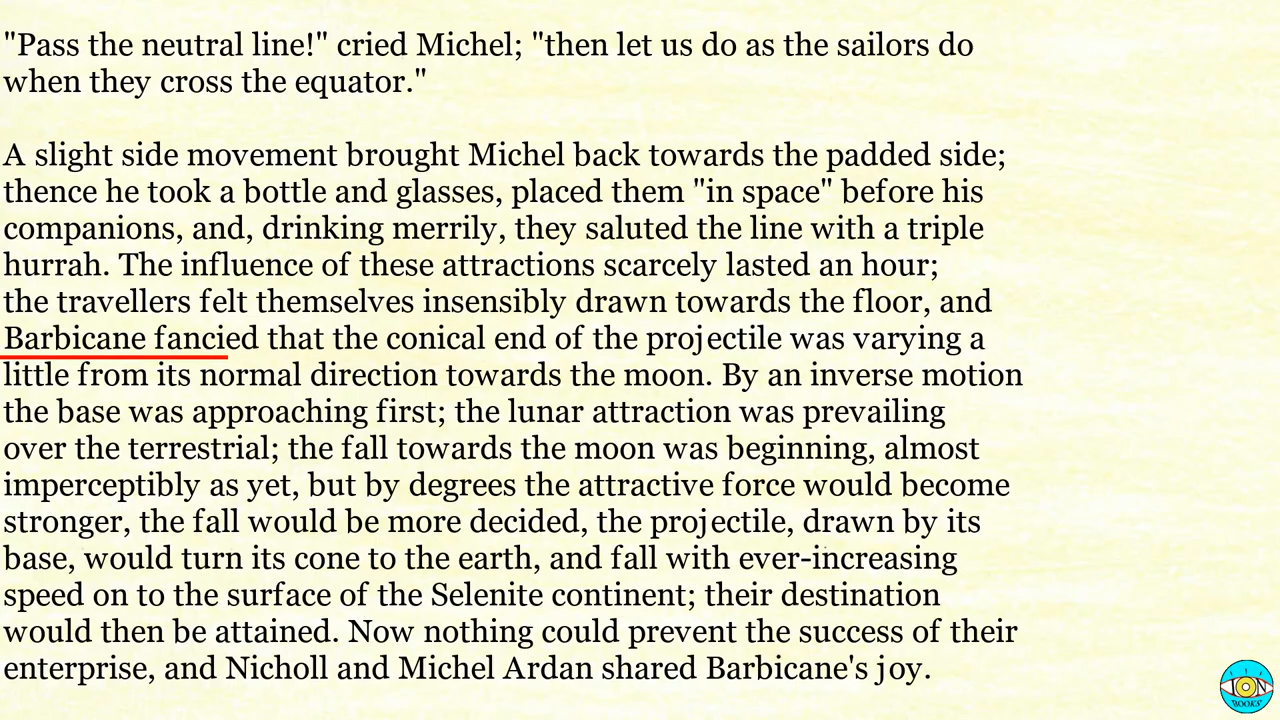 "Pass the neutral line!" cried Michel; "then let us do as the sailors do
when they cross the equator."
A slight side movement brought Michel back towards the padded side;
thence he took a bottle and glasses, placed them "in space" before his
companions, and, drinking merrily, they saluted the line with a triple
hurrah. The influence of these attractions scarcely lasted an hour;
the travellers felt themselves insensibly drawn towards the floor, and
Barbicane fancied that the conical end of the projectile was varying a
little from its normal direction towards the moon. By an inverse motion
the base was approaching first; the lunar attraction was prevailing
over the terrestrial; the fall towards the moon was beginning, almost
imperceptibly as yet, but by degrees the attractive force would become
stronger, the fall would be more decided, the projectile, drawn by its
base, would turn its cone to the earth, and fall with ever-increasing
speed on to the surface of the Selenite continent; their destination
would then be attained. Now nothing could prevent the success of their
enterprise, and Nicholl and Michel Ardan shared Barbicane's joy.
ION
BOOKS